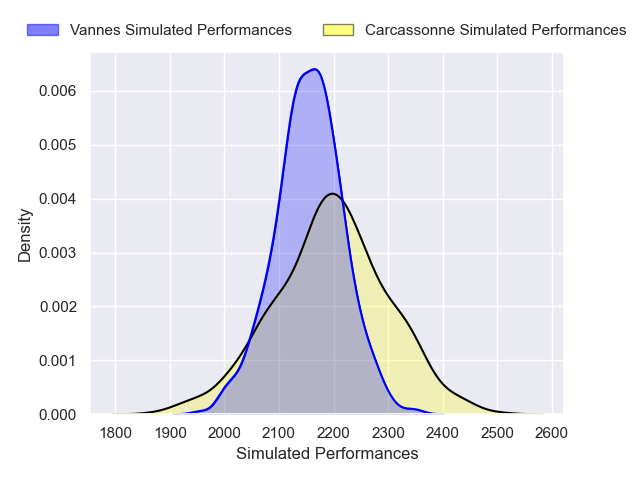 Vannes Simulated Performances Carcassonne Simulated Performances
0.006
0.005
0.004
0.003
0.002
0.001
0.000
Density
1800 1900 2000 2100 2200 2300 2400 2500 2600
Simulated Performances